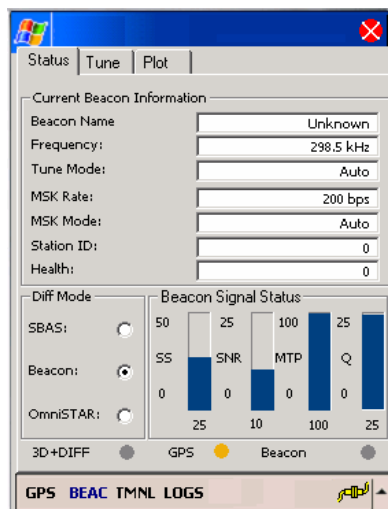 Status Tune Plot
Current Beacon Information
Beacon Name Unknown
Frequency: 298.5 kHz
Tune Mode: Auto
MSK Rate: 200 bps
MSK Mode: Auto
Station ID: 0
Health: 0
Diff Mode Beacon Signal Status
SBAS:
Beacon:
OmniSTAR:
50 25 100 25
SS SNR MTP Q
0 0 0 0
25 10 100 25
3D+DIFF GPS Beacon
GPS BEAC TMNL LOGS